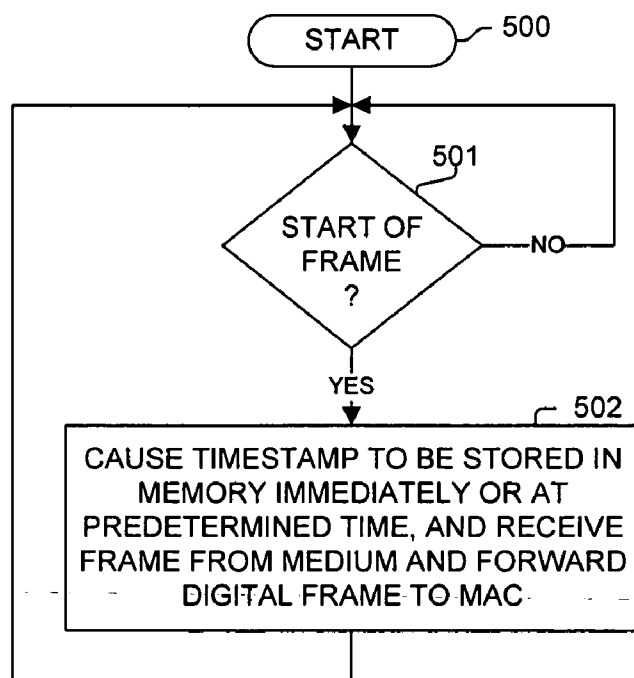 START
500
501
START OF
FRAME
?
NO
YES
502
CAUSE TIMESTAMP TO BE STORED IN
MEMORY IMMEDIATELY OR AT
PREDETERMINED TIME, AND RECEIVE
FRAME FROM MEDIUM AND FORWARD
DIGITAL FRAME TO MAC